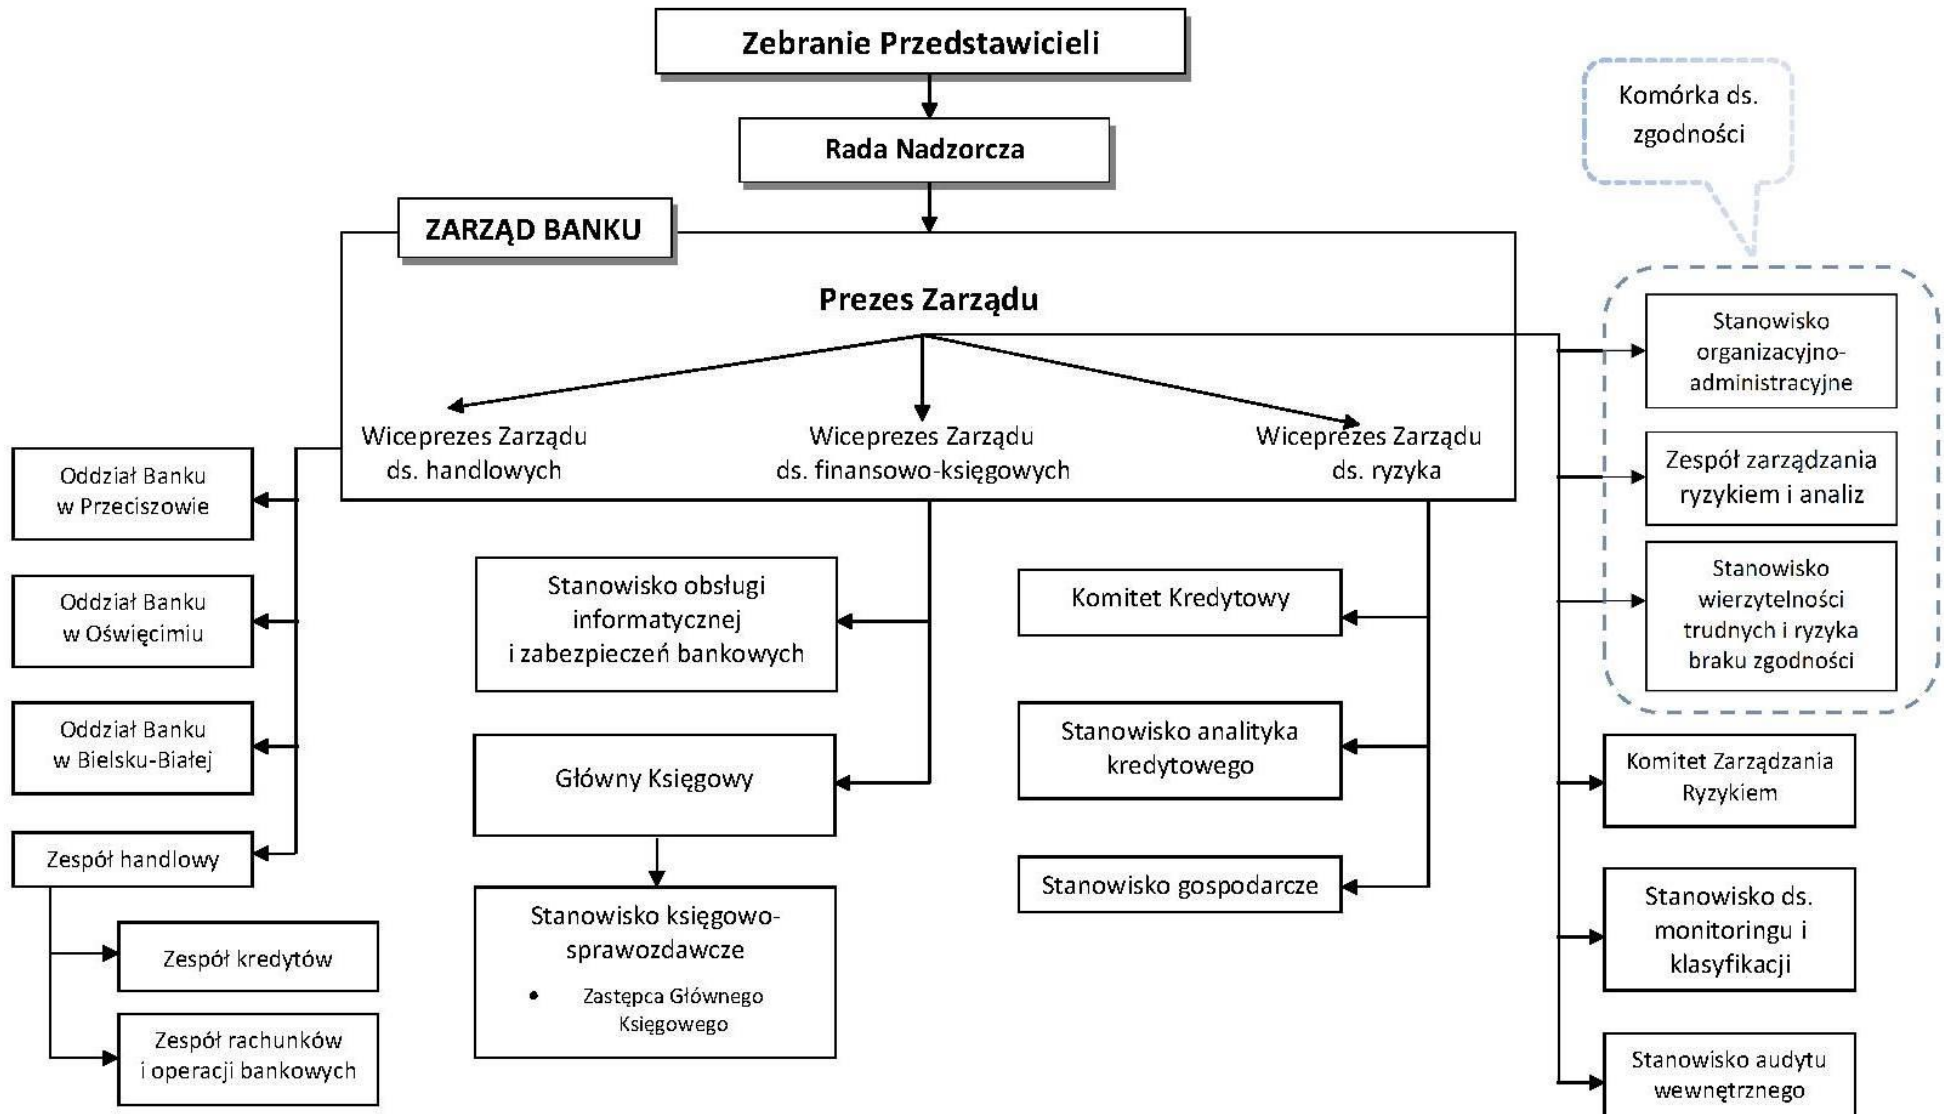 Zebranie Przedstawicieli
Rada Nadzorcza
Komórka ds.
zgodności
ZARZĄD BANKU
Prezes Zarządu
Wiceprezes Zarządu
ds. handlowych
Wiceprezes Zarządu
ds. finansowo-księgowych
Wiceprezes Zarządu
ds. ryzyka
Oddział Banku
w Przeciszowie
Oddział Banku
w Oświęcimiu
Oddział Banku
w Bielsku-Białej
Zespół handlowy
Zespół kredytów
Zespół rachunków
i operacji bankowych
Stanowisko obsługi
informatycznej
i zabezpieczeń bankowych
Główny Księgowy
Stanowisko księgowo-
sprawozdawcze
• Zastępca Głównego
Księgowego
Komitet Kredytowy
Stanowisko analityka
kredytowego
Stanowisko gospodarcze
Stanowisko
organizacyjno-
administracyjne
Zespół zarządzania
ryzykiem i analiz
Stanowisko
wierzytelności
trudnych i ryzyka
braku zgodności
Komitet Zarządzania
Ryzykiem
Stanowisko ds.
monitoringu i
klasyfikacji
Stanowisko audytu
wewnętrznego